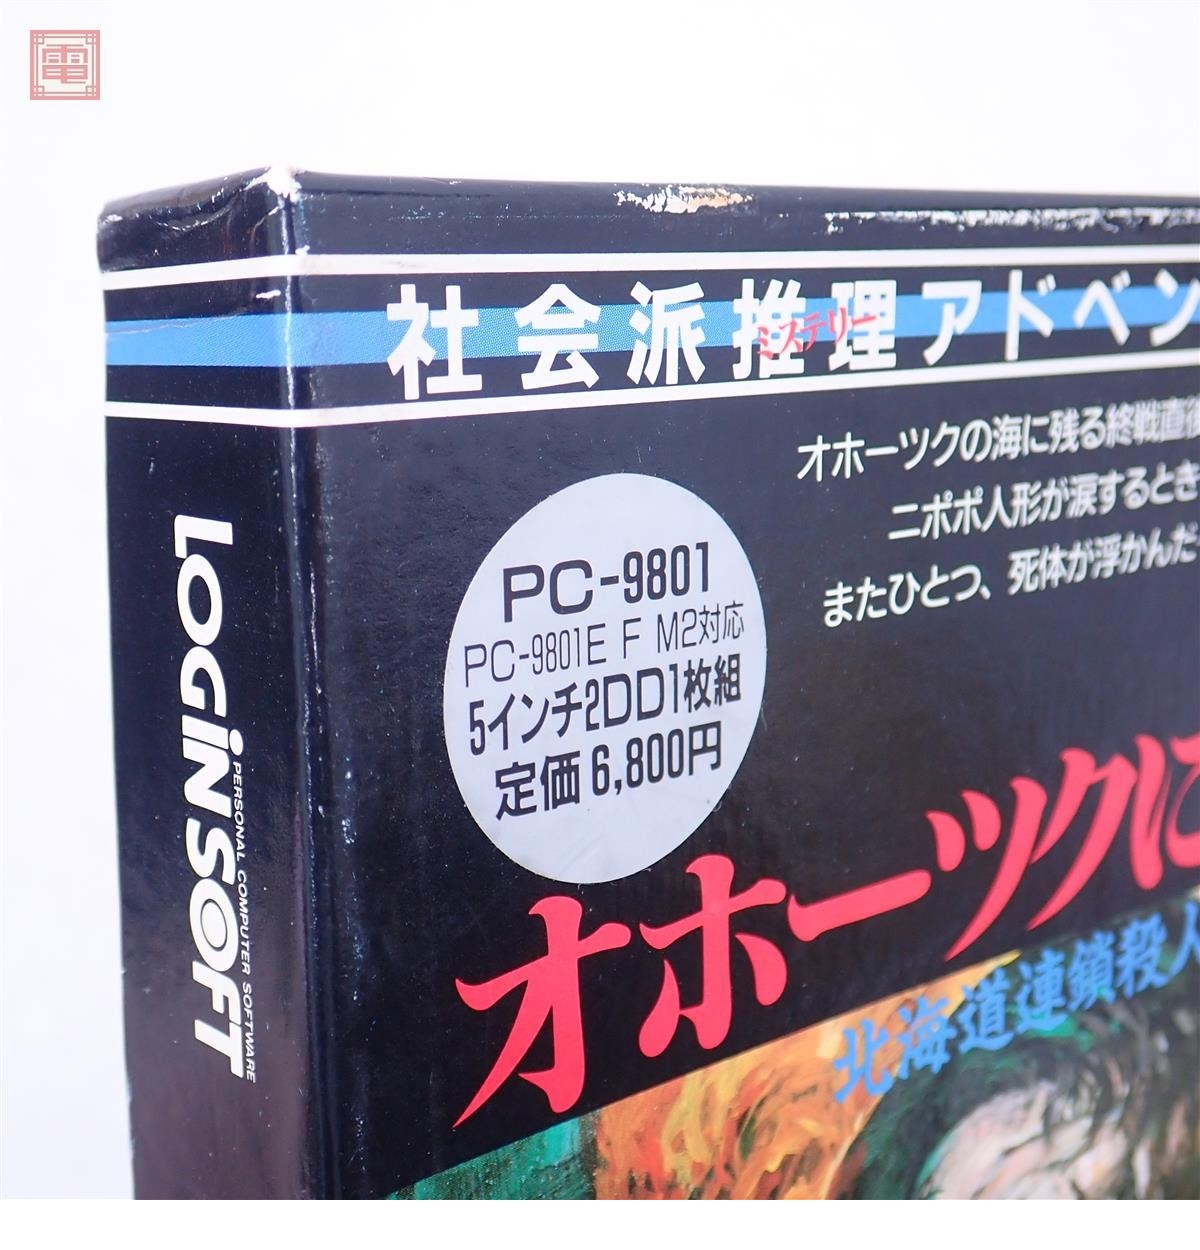 電
社会派推理アドベン
ミステリー
オホーツクの海に残る終戦直後
ニポポ人形が涙するとき
またひとつ、死体が浮かんだ
PC-9801
PC-9801E F M2対応
5インチ2DD1枚組
定価6,800円
オホーツクに
北海道連鎖殺人
LOGiNSOFT
PERSONAL COMPUTER SOFTWARE